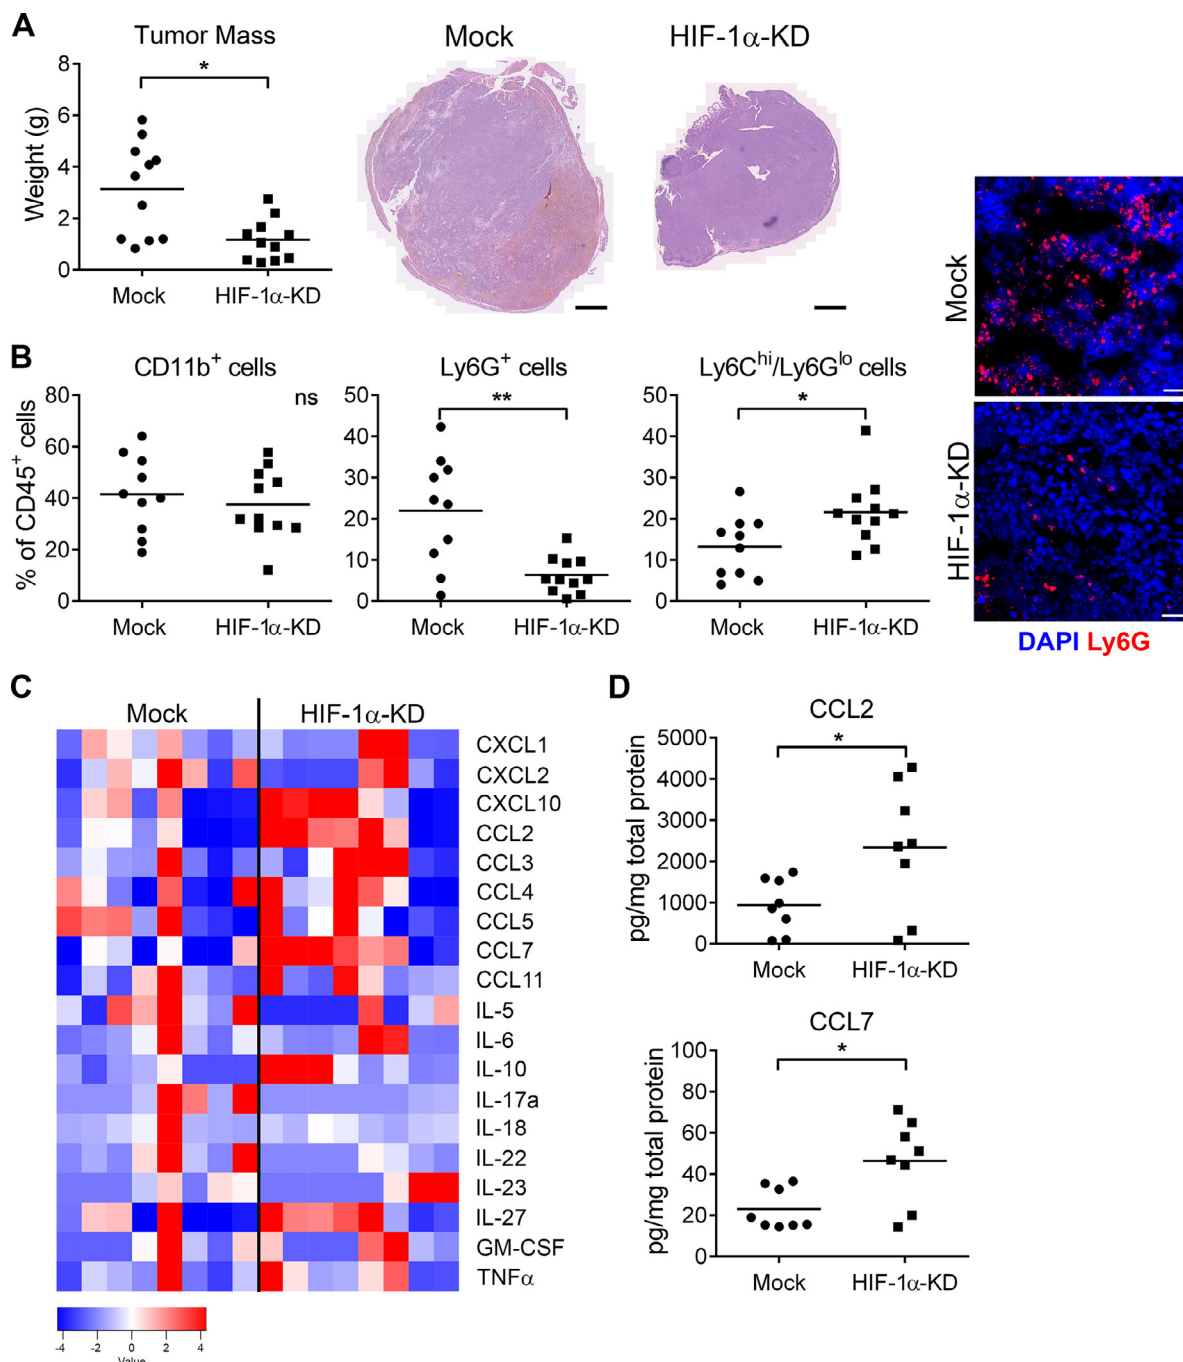 A
Tumor Mass
*
Weight (g)
8
6
4
2
0
Mock
HIF-1α-KD
Mock
HIF-1α-KD
B
CD11b⁺ cells
ns
% of CD45⁺ cells
80
60
40
20
0
Mock
HIF-1α-KD
Ly6G⁺ cells
**
50
40
30
20
10
0
Mock
HIF-1α-KD
Ly6Cʰⁱ/Ly6Gˡᵒ cells
*
50
40
30
20
10
0
Mock
HIF-1α-KD
Mock
HIF-1α-KD
DAPI Ly6G
C
Mock
HIF-1α-KD
CXCL1
CXCL2
CXCL10
CCL2
CCL3
CCL4
CCL5
CCL7
CCL11
IL-5
IL-6
IL-10
IL-17a
IL-18
IL-22
IL-23
IL-27
GM-CSF
TNFα
-4 -2 0 2 4
Value
D
CCL2
*
pg/mg total protein
5000
4000
3000
2000
1000
0
Mock
HIF-1α-KD
CCL7
*
pg/mg total protein
100
80
60
40
20
0
Mock
HIF-1α-KD